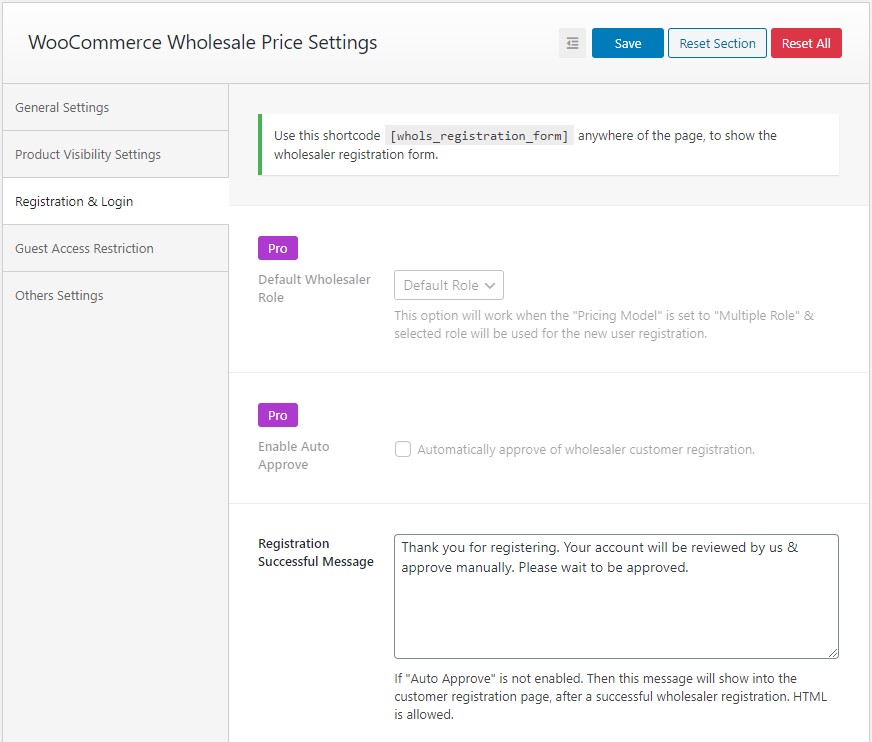 WooCommerce Wholesale Price Settings
Save
Reset Section
Reset All
General Settings
Product Visibility Settings
Registration & Login
Guest Access Restriction
Others Settings
Use this shortcode [whols_registration_form] anywhere of the page, to show the
wholesaler registration form.
Pro
Default Wholesaler
Role
Default Role
This option will work when the "Pricing Model" is set to "Multiple Role" &
selected role will be used for the new user registration.
Pro
Enable Auto
Approve
Automatically approve of wholesaler customer registration.
Registration
Successful Message
Thank you for registering. Your account will be reviewed by us &
approve manually. Please wait to be approved.
If "Auto Approve" is not enabled. Then this message will show into the
customer registration page, after a successful wholesaler registration. HTML
is allowed.